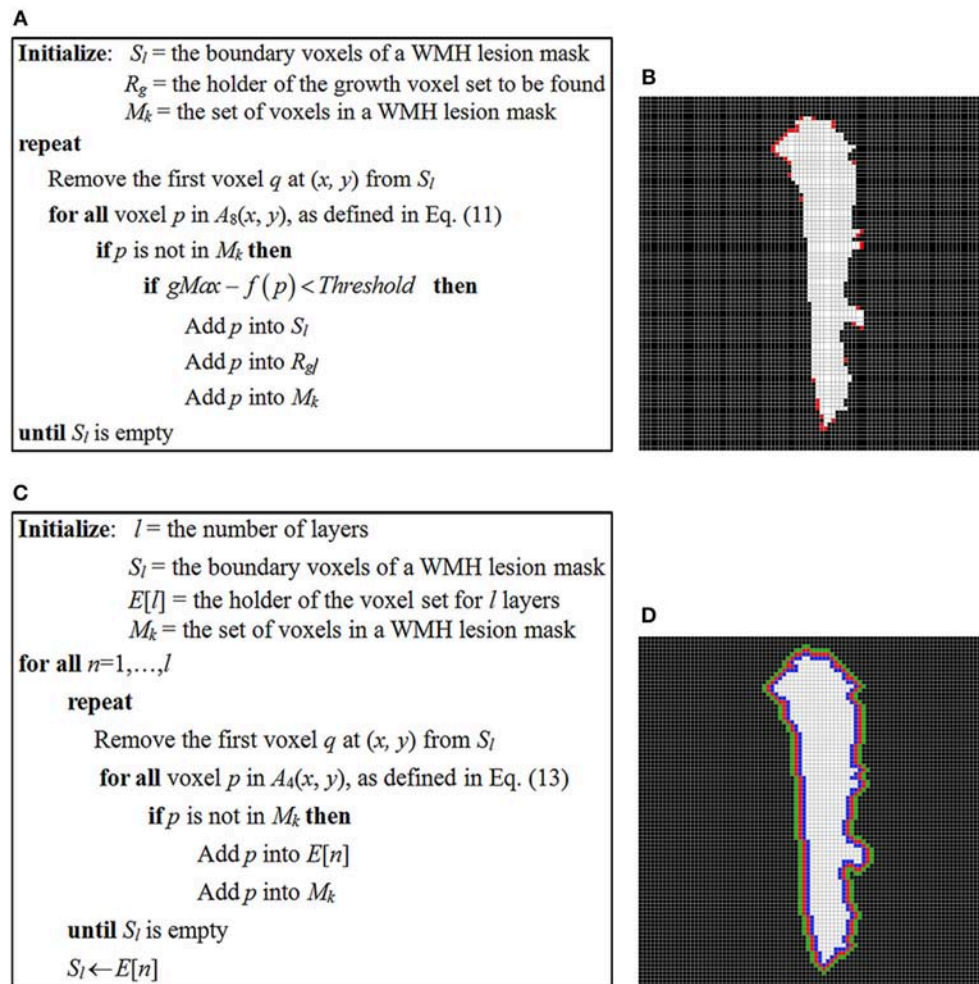 A
Initialize: Sl = the boundary voxels of a WMH lesion mask
Rg = the holder of the growth voxel set to be found
Mk = the set of voxels in a WMH lesion mask
repeat
Remove the first voxel q at (x, y) from Sl
for all voxel p in A8(x, y), as defined in Eq. (11)
if p is not in Mk then
if gMax − f(p) < Threshold then
Add p into Sl
Add p into Rgl
Add p into Mk
until Sl is empty
B
C
Initialize: l = the number of layers
Sl = the boundary voxels of a WMH lesion mask
E[l] = the holder of the voxel set for l layers
Mk = the set of voxels in a WMH lesion mask
for all n=1,...,l
repeat
Remove the first voxel q at (x, y) from Sl
for all voxel p in A4(x, y), as defined in Eq. (13)
if p is not in Mk then
Add p into E[n]
Add p into Mk
until Sl is empty
Sl ← E[n]
D